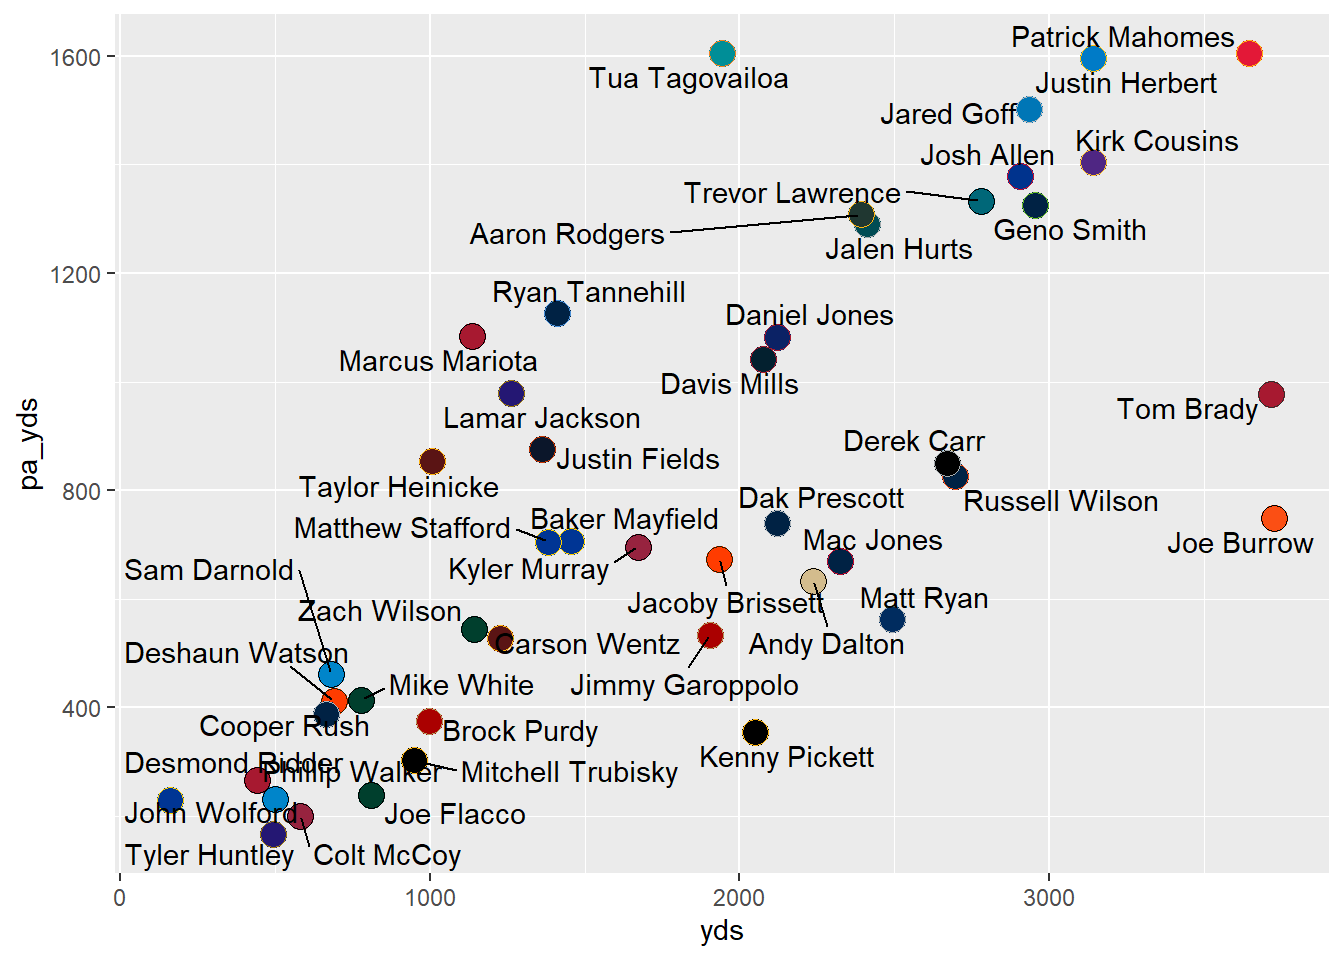 1600
1200
800
400
pa_yds
Patrick Mahomes
Tua Tagovailoa
Justin Herbert
Jared Goff
Kirk Cousins
Josh Allen
Trevor Lawrence
Aaron Rodgers
Geno Smith
Jalen Hurts
Ryan Tannehill
Daniel Jones
Marcus Mariota
Davis Mills
Tom Brady
Lamar Jackson
Derek Carr
Justin Fields
Taylor Heinicke
Dak Prescott
Russell Wilson
Matthew Stafford
Baker Mayfield
Mac Jones
Joe Burrow
Kyler Murray
Sam Darnold
Jacoby Brissett
Matt Ryan
Zach Wilson
Carson Wentz
Andy Dalton
Deshaun Watson
Mike White
Jimmy Garoppolo
Cooper Rush
Brock Purdy
Kenny Pickett
Desmond Ridder
Phillip Walker
Mitchell Trubisky
John Wolford
Joe Flacco
Tyler Huntley
Colt McCoy
0
1000
2000
3000
yds